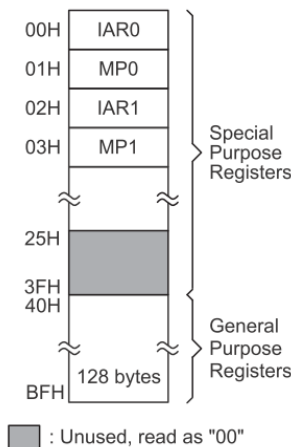 00H IAR0
01H MP0
02H IAR1
03H MP1
Special
Purpose
Registers
25H
3FH
40H
General
Purpose
Registers
128 bytes
BFH
: Unused, read as "00"